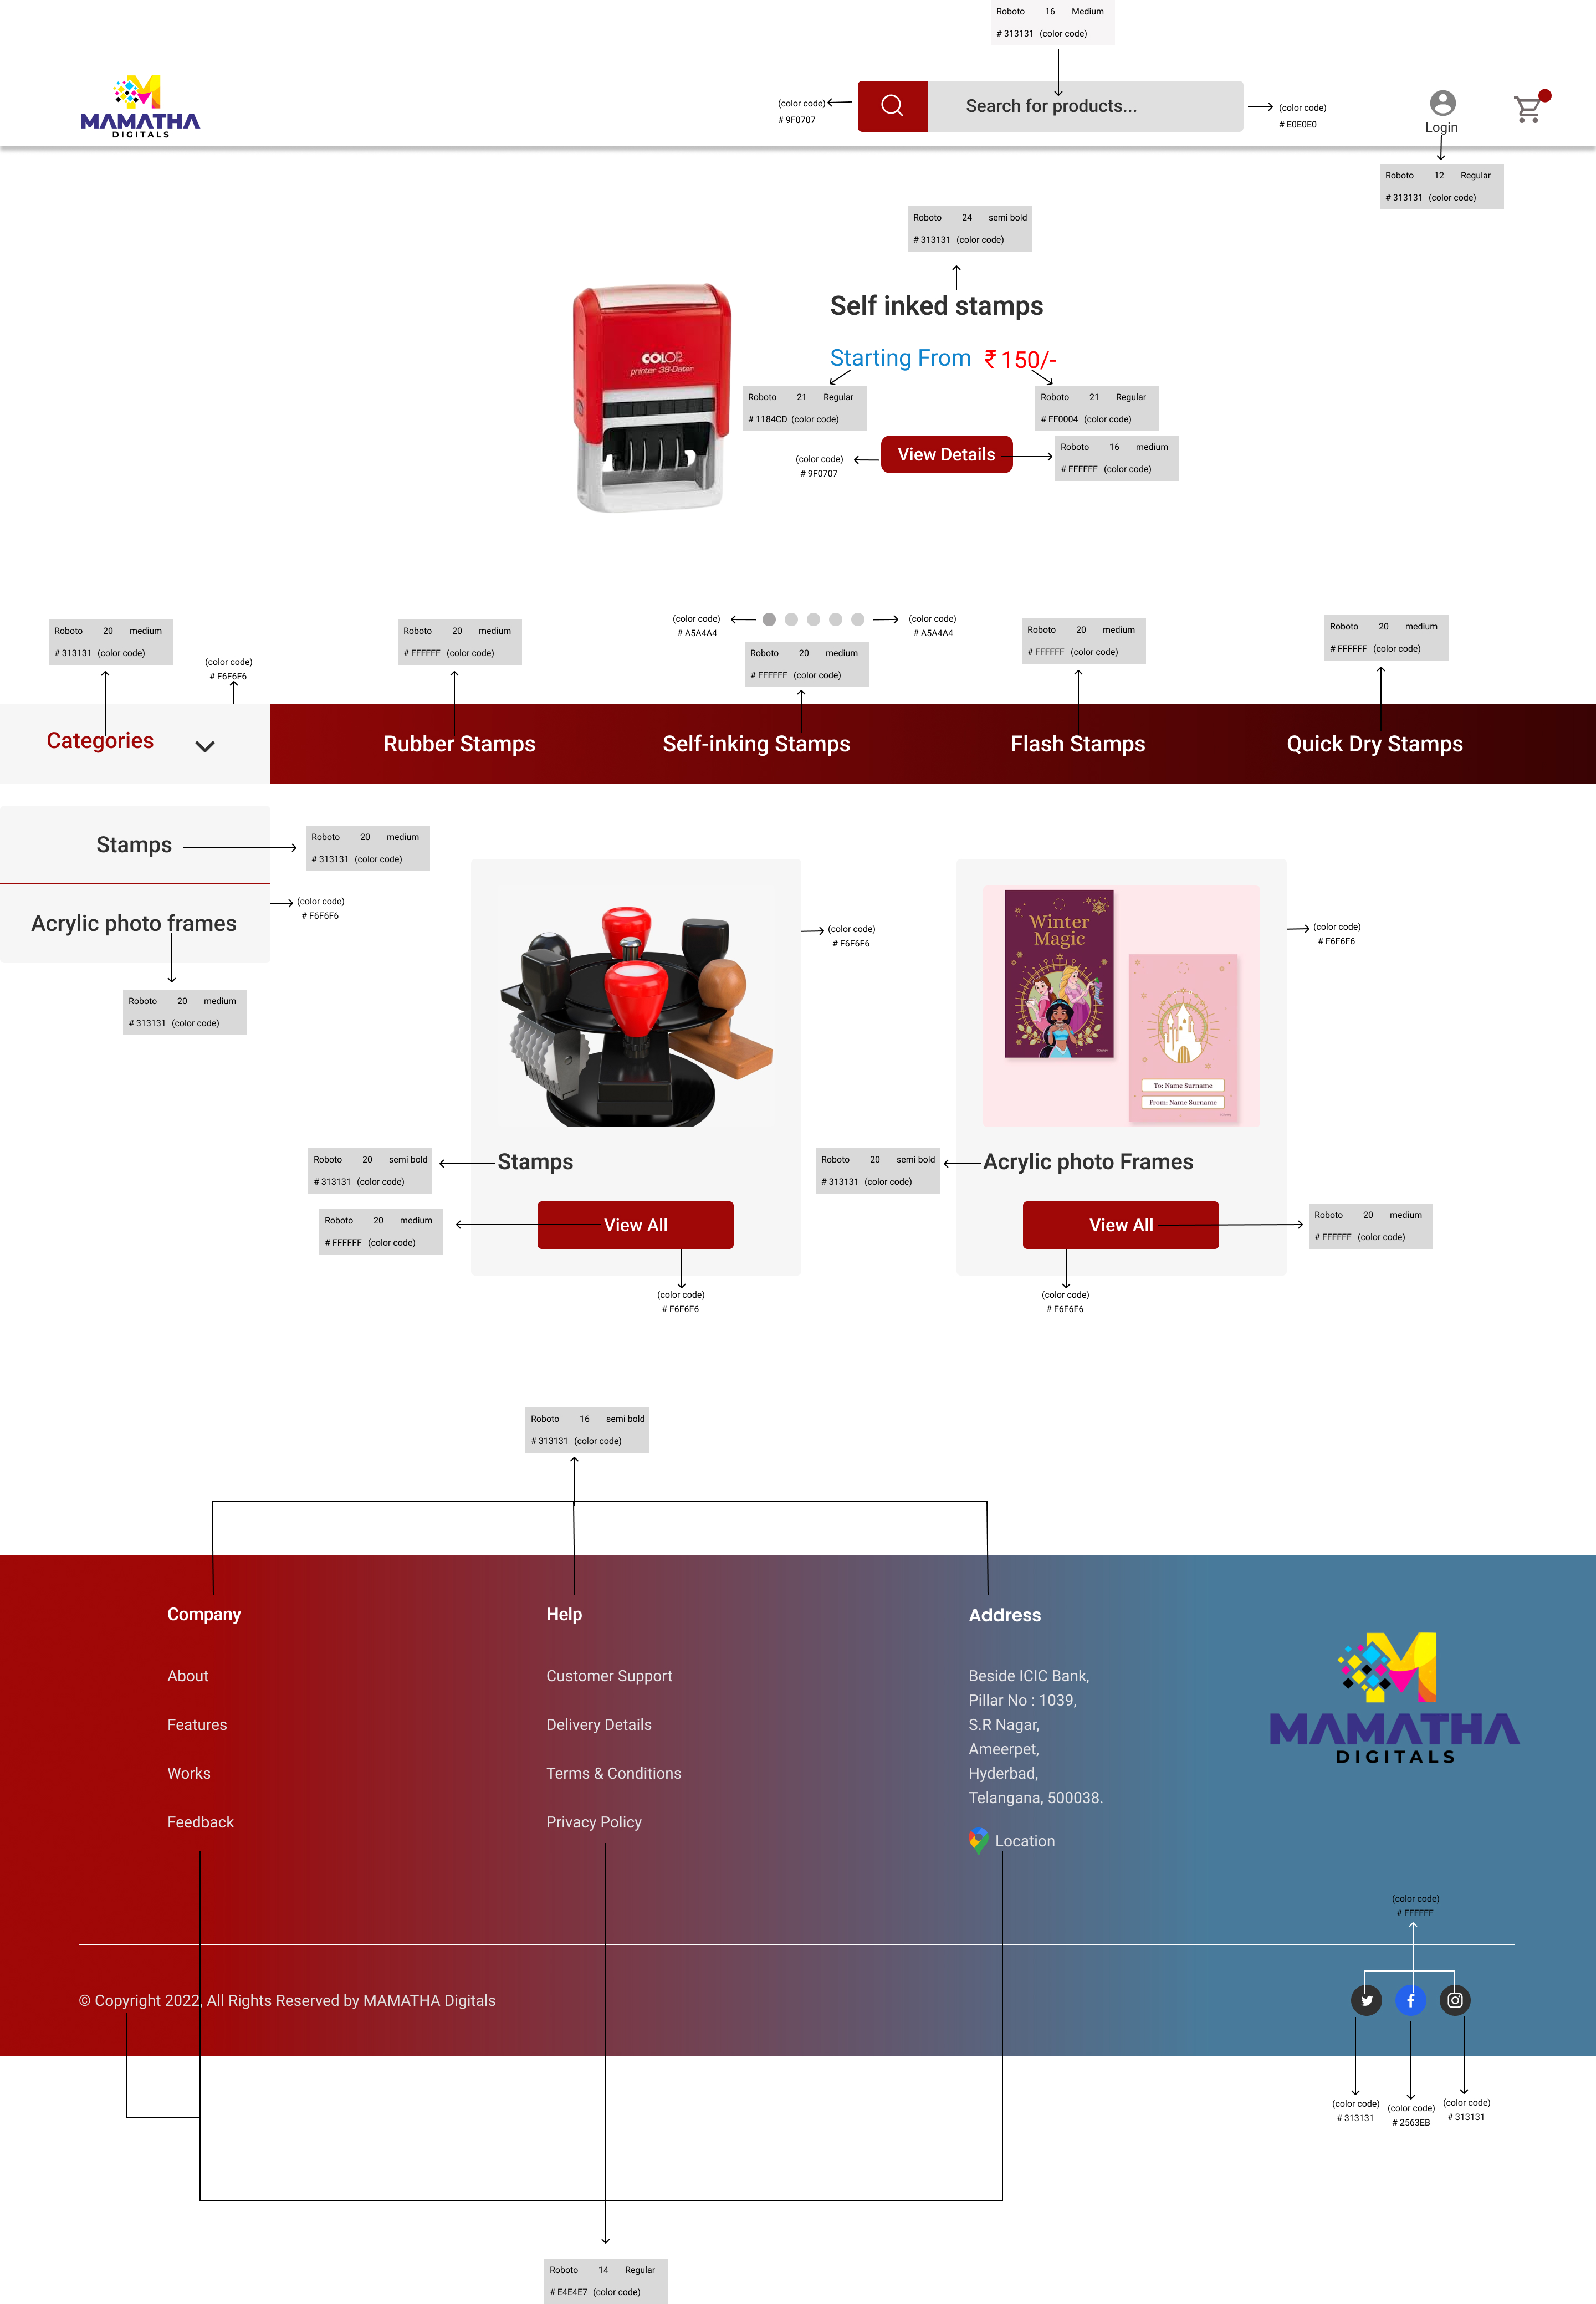 Roboto 16 Medium
# 313131 (color code)
MAMATHA
DIGITALS
(color code)
# 9F0707
Search for products...
(color code)
# E0E0E0
Login
Roboto 12 Regular
# 313131 (color code)
Roboto 24 semi bold
# 313131 (color code)
Self inked stamps
COLOP
printer 38-Dater
Starting From ₹ 150/-
Roboto 21 Regular
# 1184CD (color code)
Roboto 21 Regular
# FF0004 (color code)
(color code)
# 9F0707
View Details
Roboto 16 medium
# FFFFFF (color code)
Roboto 20 medium
# 313131 (color code)
(color code)
# F6F6F6
Roboto 20 medium
# FFFFFF (color code)
(color code)
# A5A4A4
(color code)
# A5A4A4
Roboto 20 medium
# FFFFFF (color code)
Roboto 20 medium
# FFFFFF (color code)
Roboto 20 medium
# FFFFFF (color code)
Categories
Rubber Stamps
Self-inking Stamps
Flash Stamps
Quick Dry Stamps
Stamps
Roboto 20 medium
# 313131 (color code)
Acrylic photo frames
(color code)
# F6F6F6
Roboto 20 medium
# 313131 (color code)
(color code)
# F6F6F6
Winter
Magic
To: Name Surname
From: Name Surname
(color code)
# F6F6F6
Roboto 20 semi bold
# 313131 (color code)
Stamps
Roboto 20 semi bold
# 313131 (color code)
Acrylic photo Frames
Roboto 20 medium
# FFFFFF (color code)
View All
(color code)
# F6F6F6
View All
Roboto 20 medium
# FFFFFF (color code)
(color code)
# F6F6F6
Roboto 16 semi bold
# 313131 (color code)
Company
About
Features
Works
Feedback
Help
Customer Support
Delivery Details
Terms & Conditions
Privacy Policy
Address
Beside ICIC Bank,
Pillar No : 1039,
S.R Nagar,
Ameerpet,
Hyderbad,
Telangana, 500038.
Location
MAMATHA
DIGITALS
(color code)
# FFFFFF
© Copyright 2022, All Rights Reserved by MAMATHA Digitals
(color code)
# 313131
(color code)
# 2563EB
(color code)
# 313131
Roboto 14 Regular
# E4E4E7 (color code)